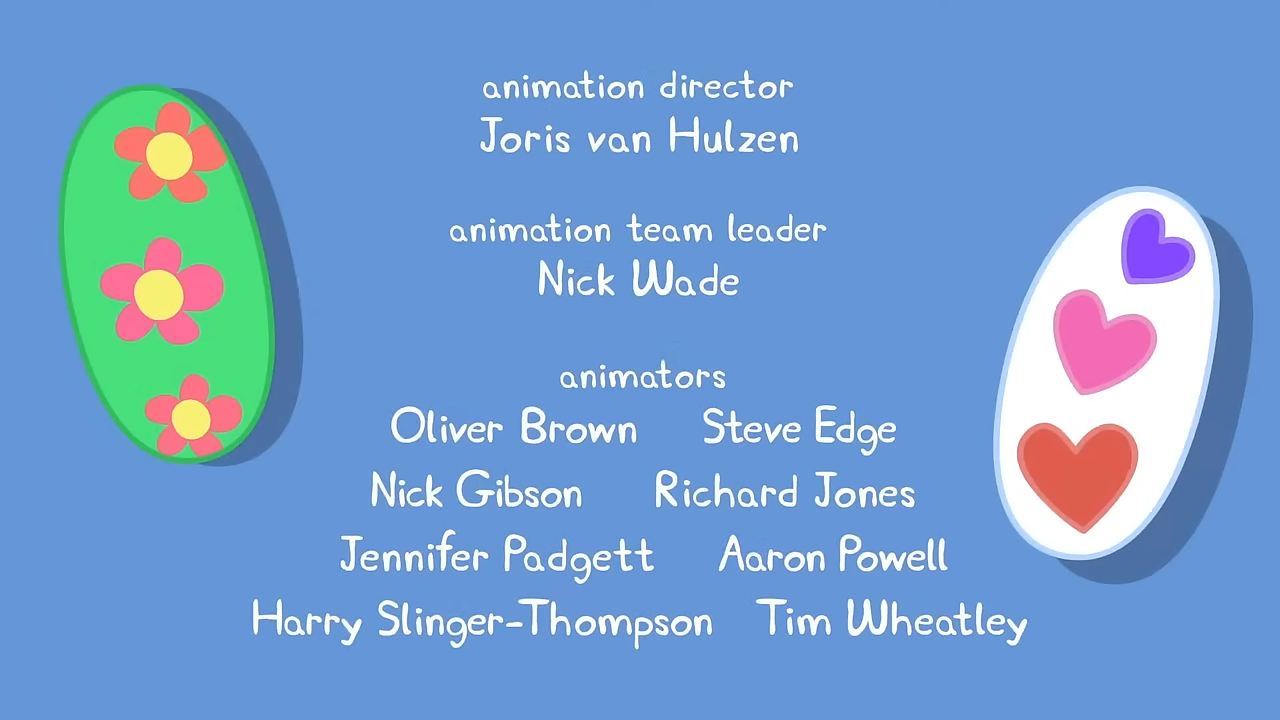 animation director
Joris van Hulzen
animation team leader
Nick Wade
animators
Oliver Brown Steve Edge
Nick Gibson Richard Jones
Jennifer Padgett Aaron Powell
Harry Slinger-Thompson Tim Wheatley